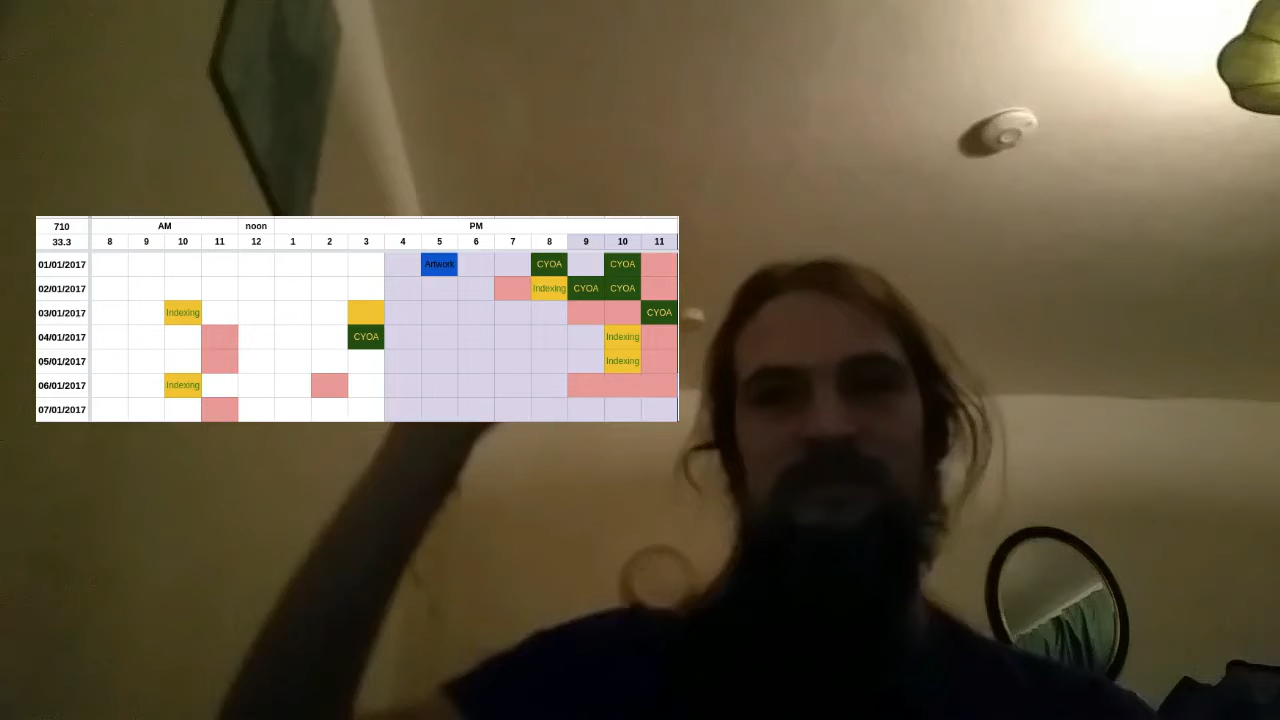 710 AM noon PM
33.3 8 9 10 11 12 1 2 3 4 5 6 7 8 9 10 11
01/01/2017 Artwork CYOA CYOA
02/01/2017 Indexing CYOA CYOA
03/01/2017 Indexing CYOA
04/01/2017 CYOA Indexing
05/01/2017 Indexing
06/01/2017 Indexing
07/01/2017